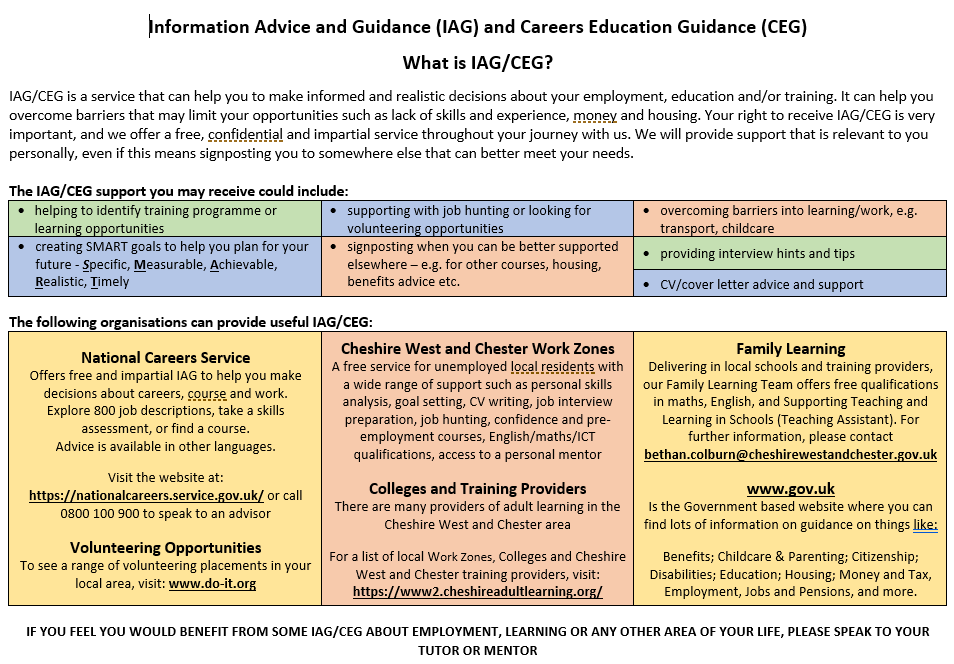 Information Advice and Guidance (IAG) and Careers Education Guidance (CEG)
What is IAG/CEG?
IAG/CEG is a service that can help you to make informed and realistic decisions about your employment, education and/or training. It can help you
overcome barriers that may limit your opportunities such as lack of skills and experience, money and housing. Your right to receive IAG/CEG is very
important, and we offer a free, confidential and impartial service throughout your journey with us. We will provide support that is relevant to you
personally, even if this means signposting you to somewhere else that can better meet your needs.
The IAG/CEG support you may receive could include:
• helping to identify training programme or
learning opportunities
• supporting with job hunting or looking for
volunteering opportunities
• overcoming barriers into learning/work, e.g.
transport, childcare
• creating SMART goals to help you plan for your
future - Specific, Measurable, Achievable,
Realistic, Timely
• signposting when you can be better supported
elsewhere – e.g. for other courses, housing,
benefits advice etc.
• providing interview hints and tips
• CV/cover letter advice and support
The following organisations can provide useful IAG/CEG:
National Careers Service
Offers free and impartial IAG to help you make
decisions about careers, course and work.
Explore 800 job descriptions, take a skills
assessment, or find a course.
Advice is available in other languages.
Visit the website at:
https://nationalcareers.service.gov.uk/ or call
0800 100 900 to speak to an advisor
Volunteering Opportunities
To see a range of volunteering placements in your
local area, visit: www.do-it.org
Cheshire West and Chester Work Zones
A free service for unemployed local residents with
a wide range of support such as personal skills
analysis, goal setting, CV writing, job interview
preparation, job hunting, confidence and pre-
employment courses, English/maths/ICT
qualifications, access to a personal mentor
Colleges and Training Providers
There are many providers of adult learning in the
Cheshire West and Chester area
For a list of local Work Zones, Colleges and Cheshire
West and Chester training providers, visit:
https://www2.cheshireadultlearning.org/
Family Learning
Delivering in local schools and training providers,
our Family Learning Team offers free qualifications
in maths, English, and Supporting Teaching and
Learning in Schools (Teaching Assistant). For
further information, please contact
bethan.colburn@cheshirewestandchester.gov.uk
www.gov.uk
Is the Government based website where you can
find lots of information on guidance on things like:
Benefits; Childcare & Parenting; Citizenship;
Disabilities; Education; Housing; Money and Tax,
Employment, Jobs and Pensions, and more.
IF YOU FEEL YOU WOULD BENEFIT FROM SOME IAG/CEG ABOUT EMPLOYMENT, LEARNING OR ANY OTHER AREA OF YOUR LIFE, PLEASE SPEAK TO YOUR
TUTOR OR MENTOR